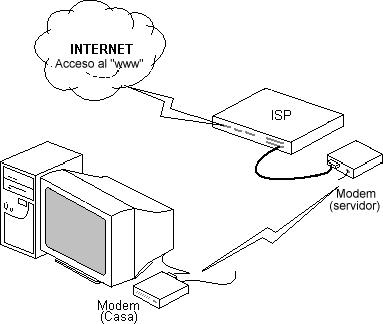 INTERNET
Acceso al "www"
ISP
Modem
(servidor)
Modem
(Casa)